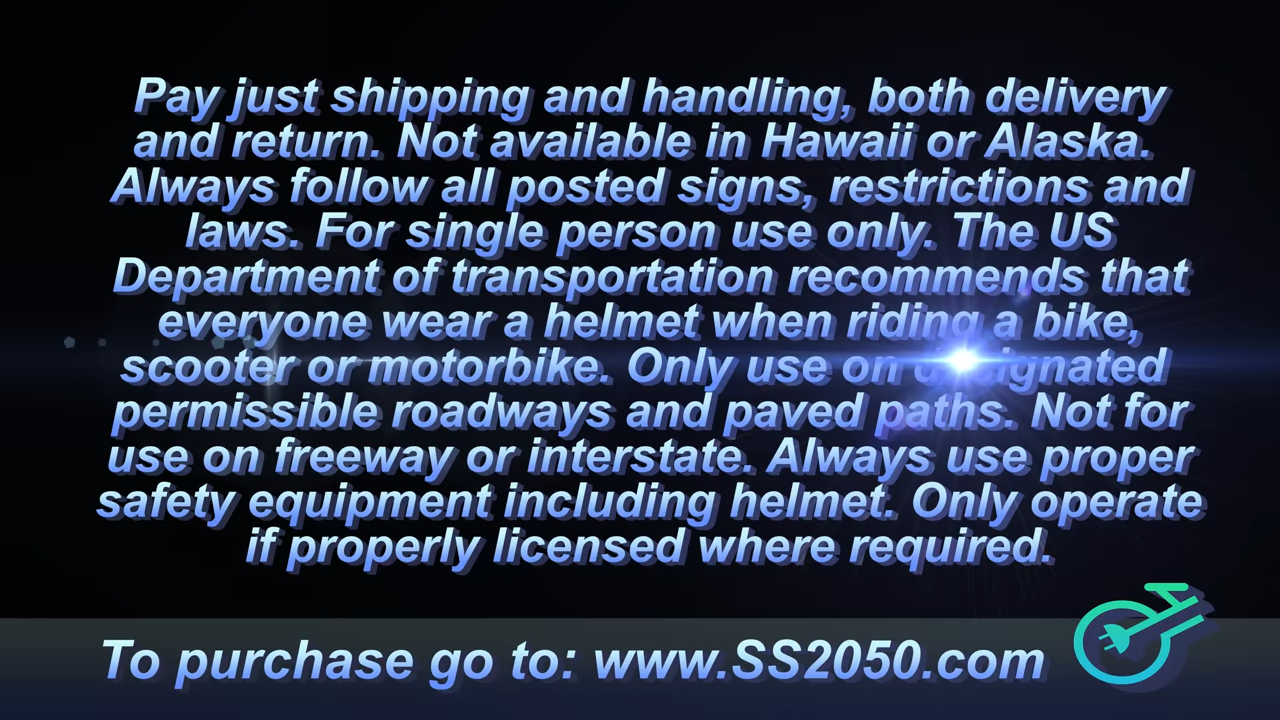 Pay just shipping and handling, both delivery
and return. Not available in Hawaii or Alaska.
Always follow all posted signs, restrictions and
laws. For single person use only. The US
Department of transportation recommends that
everyone wear a helmet when riding a bike,
scooter or motorbike. Only use on designated
permissible roadways and paved paths. Not for
use on freeway or interstate. Always use proper
safety equipment including helmet. Only operate
if properly licensed where required.
To purchase go to: www.SS2050.com